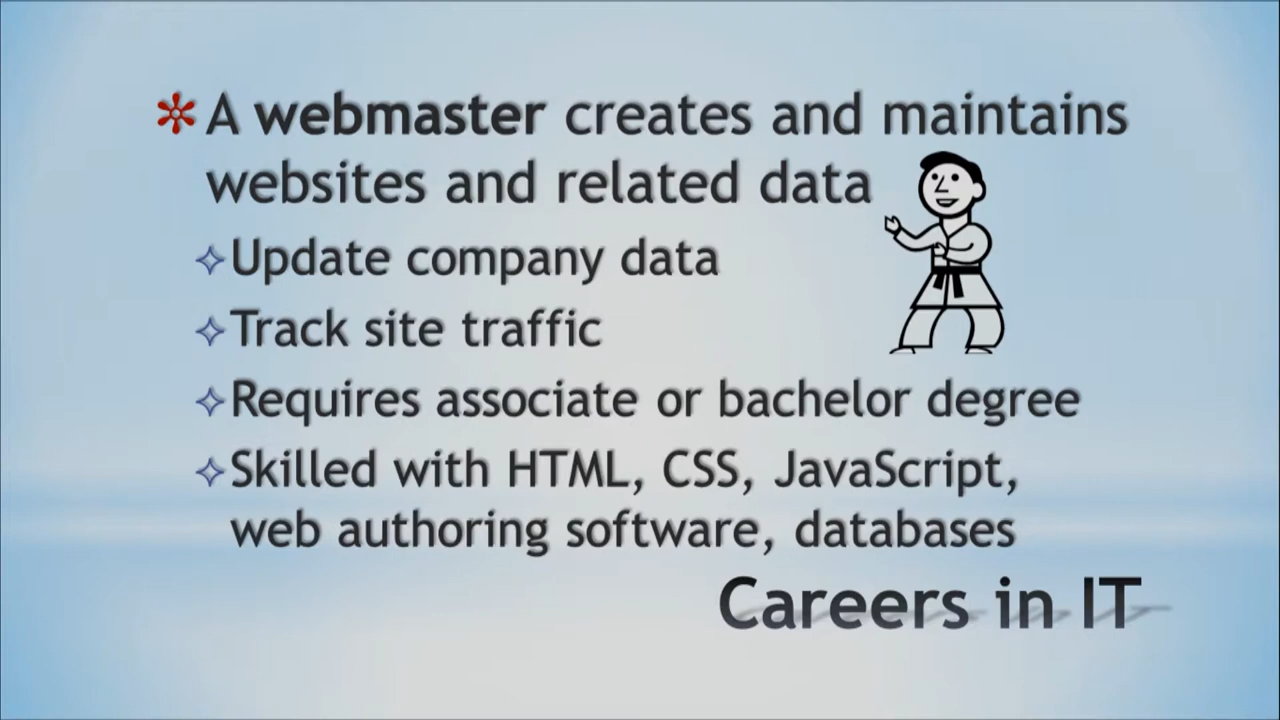 A webmaster creates and maintains
websites and related data
Update company data
Track site traffic
Requires associate or bachelor degree
Skilled with HTML, CSS, JavaScript,
web authoring software, databases
Careers in IT